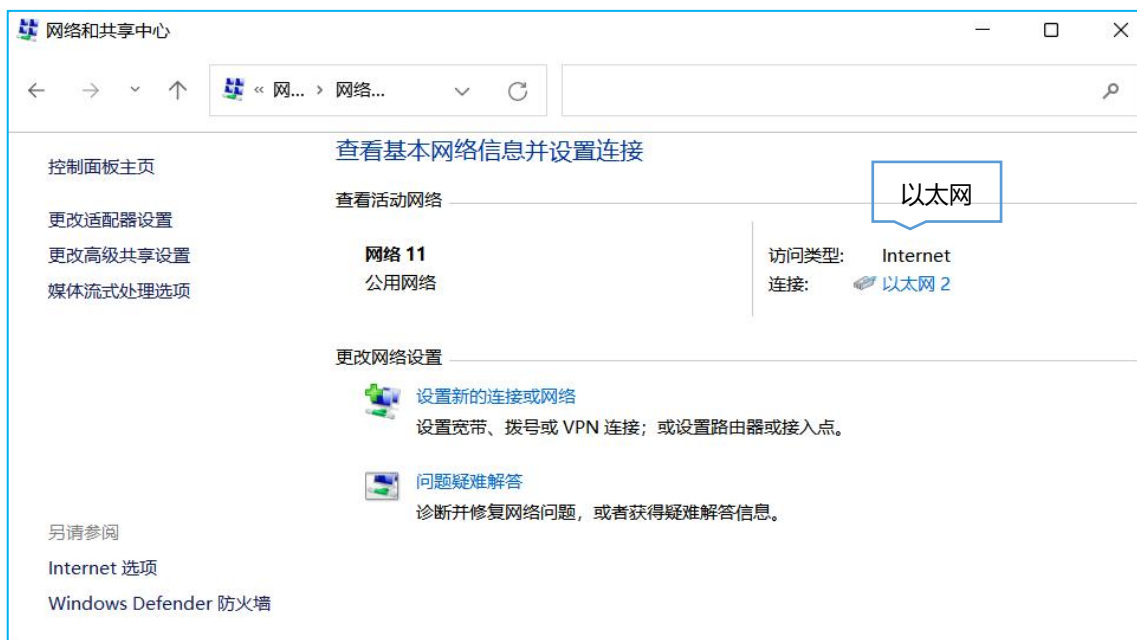 网络和共享中心
« 网... › 网络...
控制面板主页
更改适配器设置
更改高级共享设置
媒体流式处理选项
查看基本网络信息并设置连接
查看活动网络
以太网
网络 11
公用网络
访问类型: Internet
连接: 以太网 2
更改网络设置
设置新的连接或网络
设置宽带、拨号或 VPN 连接；或设置路由器或接入点。
问题疑难解答
诊断并修复网络问题，或者获得疑难解答信息。
另请参阅
Internet 选项
Windows Defender 防火墙